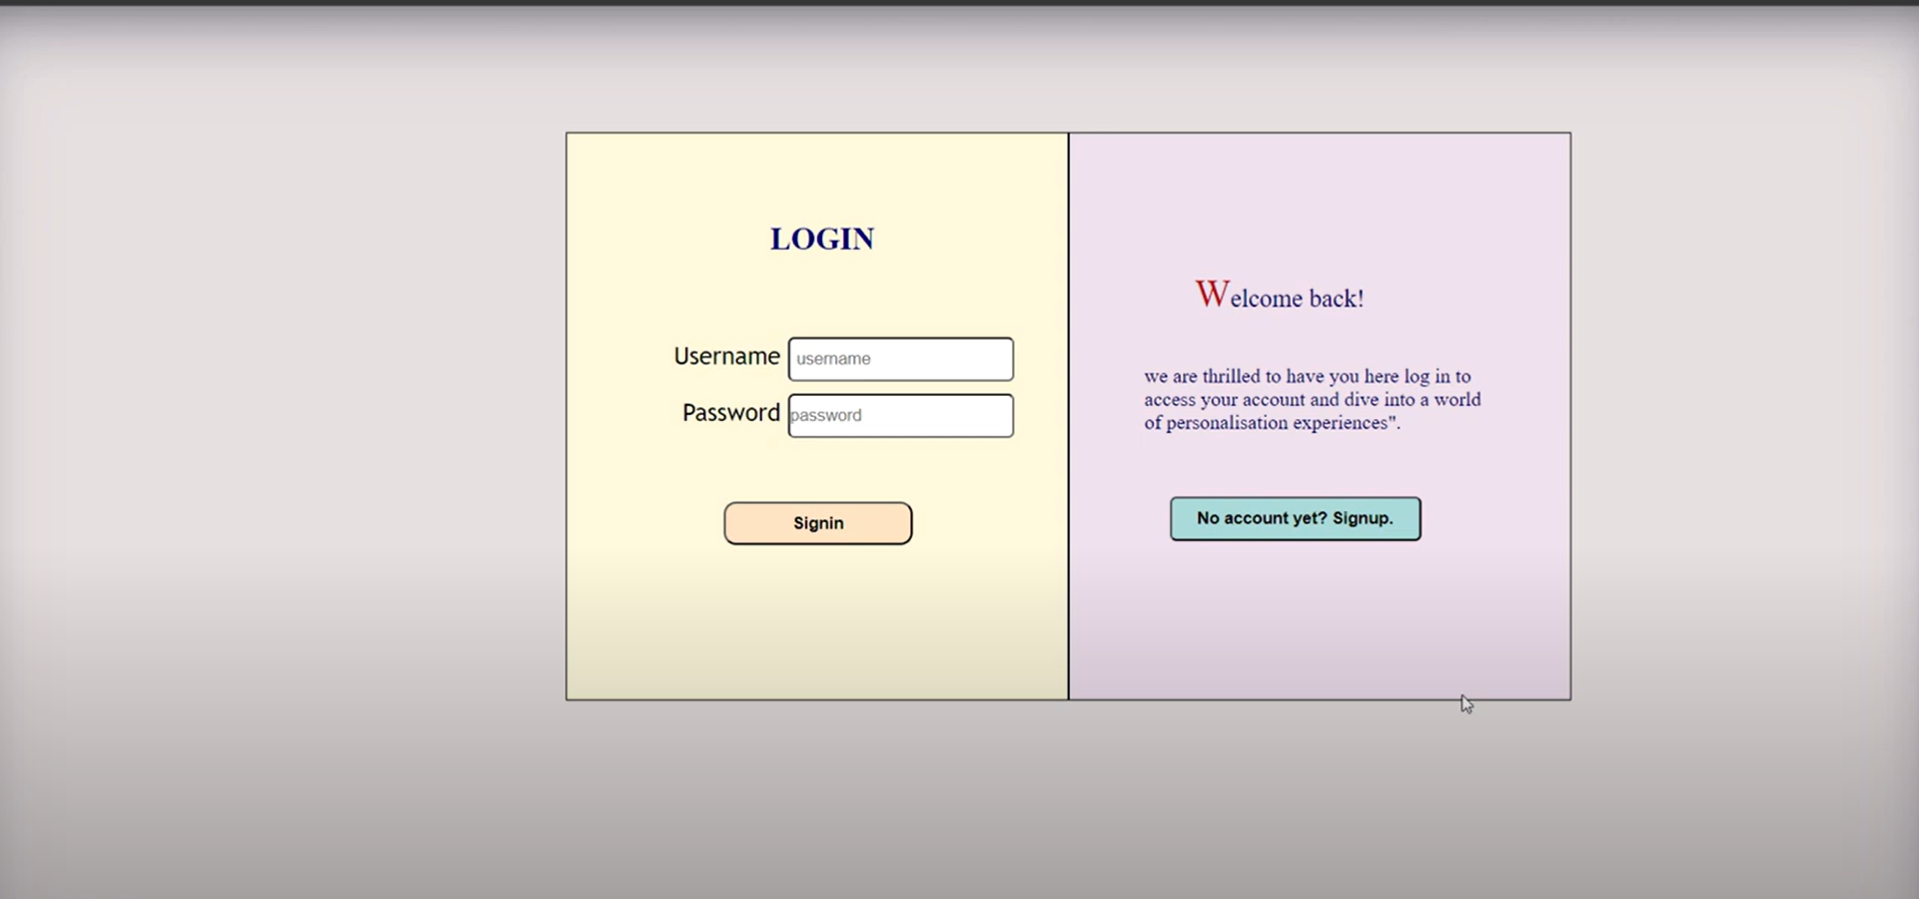 LOGIN
Username username
Password password
Signin
Welcome back!
we are thrilled to have you here log in to
access your account and dive into a world
of personalisation experiences".
No account yet? Signup.